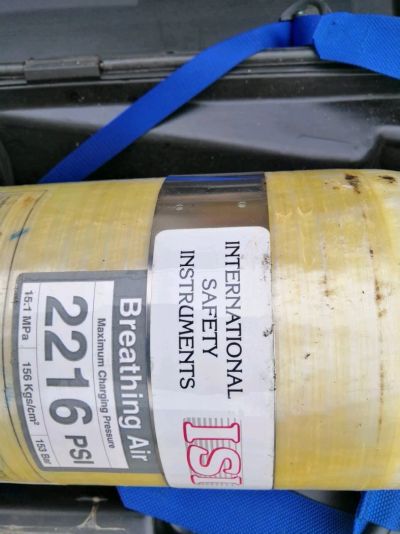 Breathing Air
Maximum Charging Pressure
2216 PSI
15.1 MPa
156 Kgs/cm²
153 Bar
INTERNATIONAL
SAFETY
INSTRUMENTS
ISI